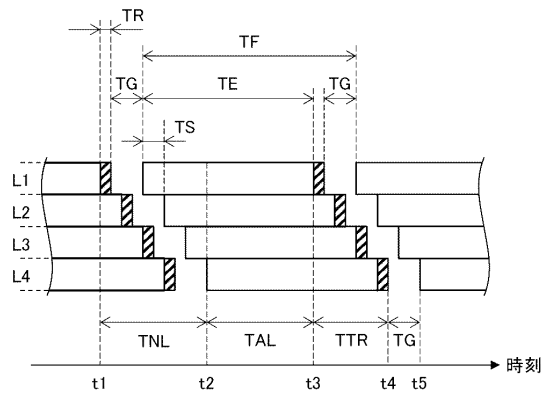 TR
TF
TG TE TG
TS
L1
L2
L3
L4
TNL TAL TTR TG
t1 t2 t3 t4 t5 時刻